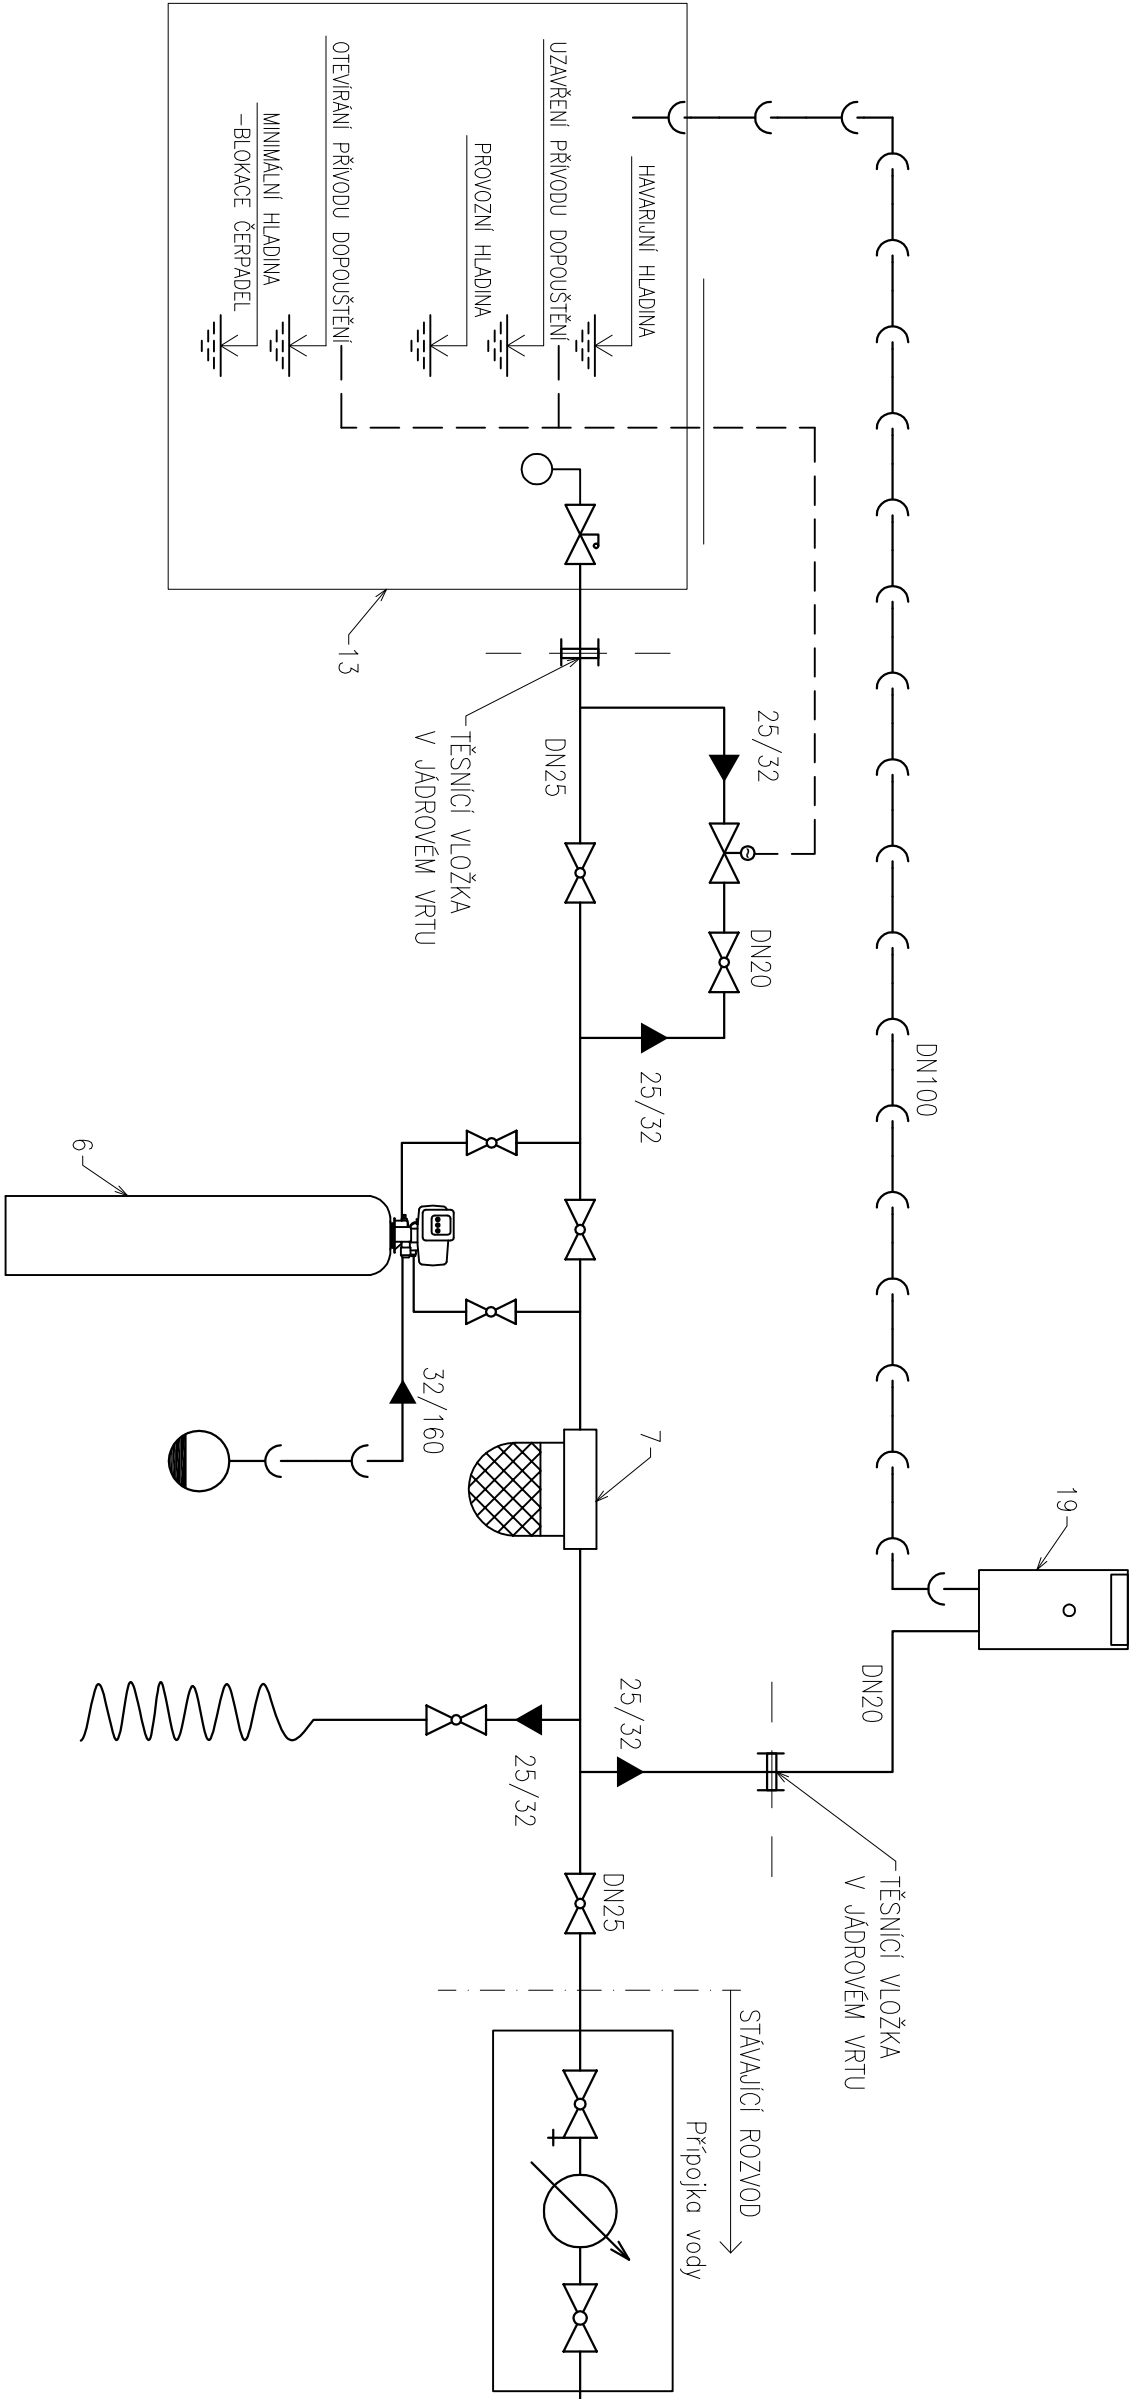 HAVARIJNÍ HLADINA
UZAVŘENÍ PŘÍVODU DOPOUŠTĚNÍ
PROVOZNÍ HLADINA
OTEVÍRÁNÍ PŘÍVODU DOPOUŠTĚNÍ
MINIMÁLNÍ HLADINA
-BLOKACE ČERPADEL
13
TĚSNÍCÍ VLOŽKA
V JÁDROVÉM VRTU
DN25
25/32
DN20
25/32
DN100
6
32/160
7
19
DN20
25/32
25/32
TĚSNÍCÍ VLOŽKA
V JÁDROVÉM VRTU
DN25
STÁVAJÍCÍ ROZVOD
Přípojka vody